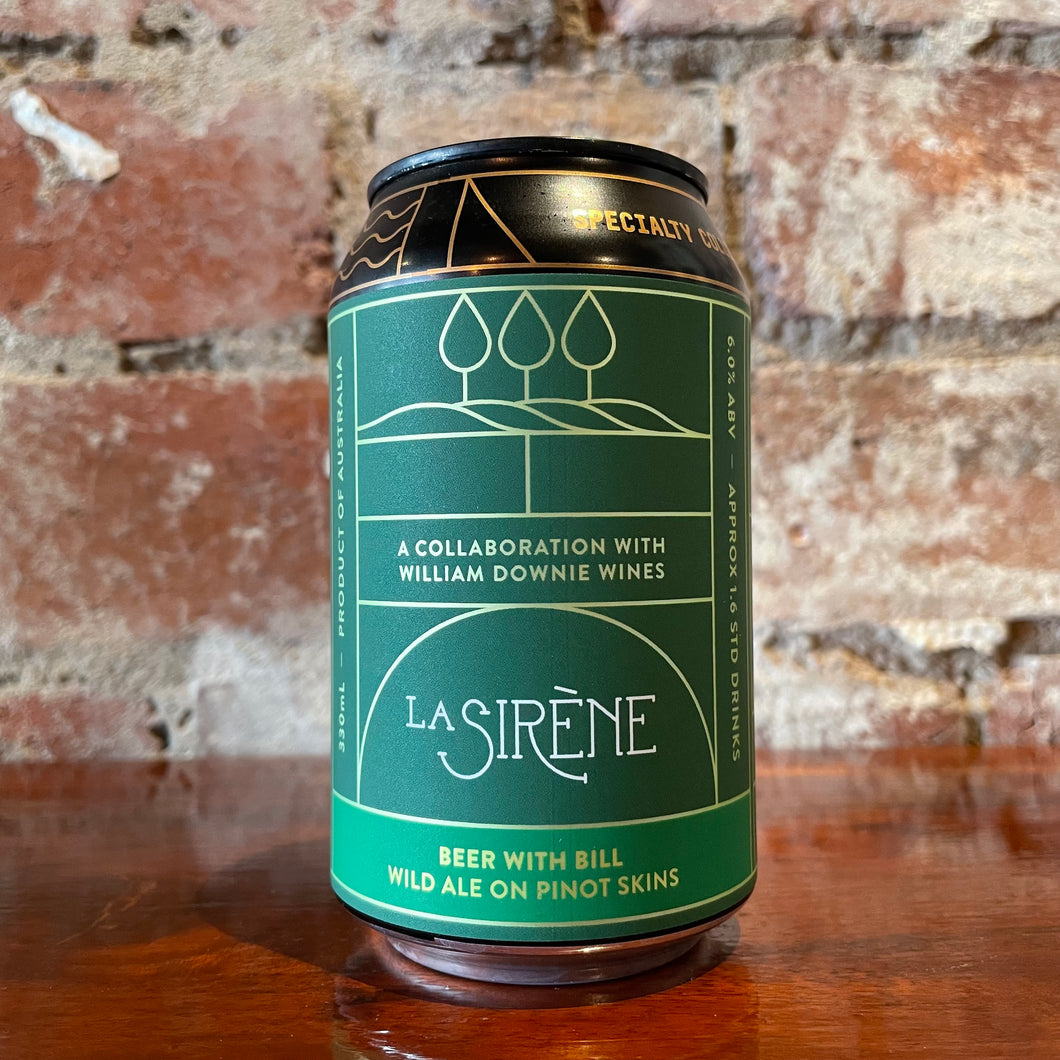 SPECIALTY
A COLLABORATION WITH
WILLIAM DOWNIE WINES
LA SIRÈNE
BEER WITH BILL
WILD ALE ON PINOT SKINS
330mL – PRODUCT OF AUSTRALIA
6.0% ABV – APPROX 1.6 STD DRINKS